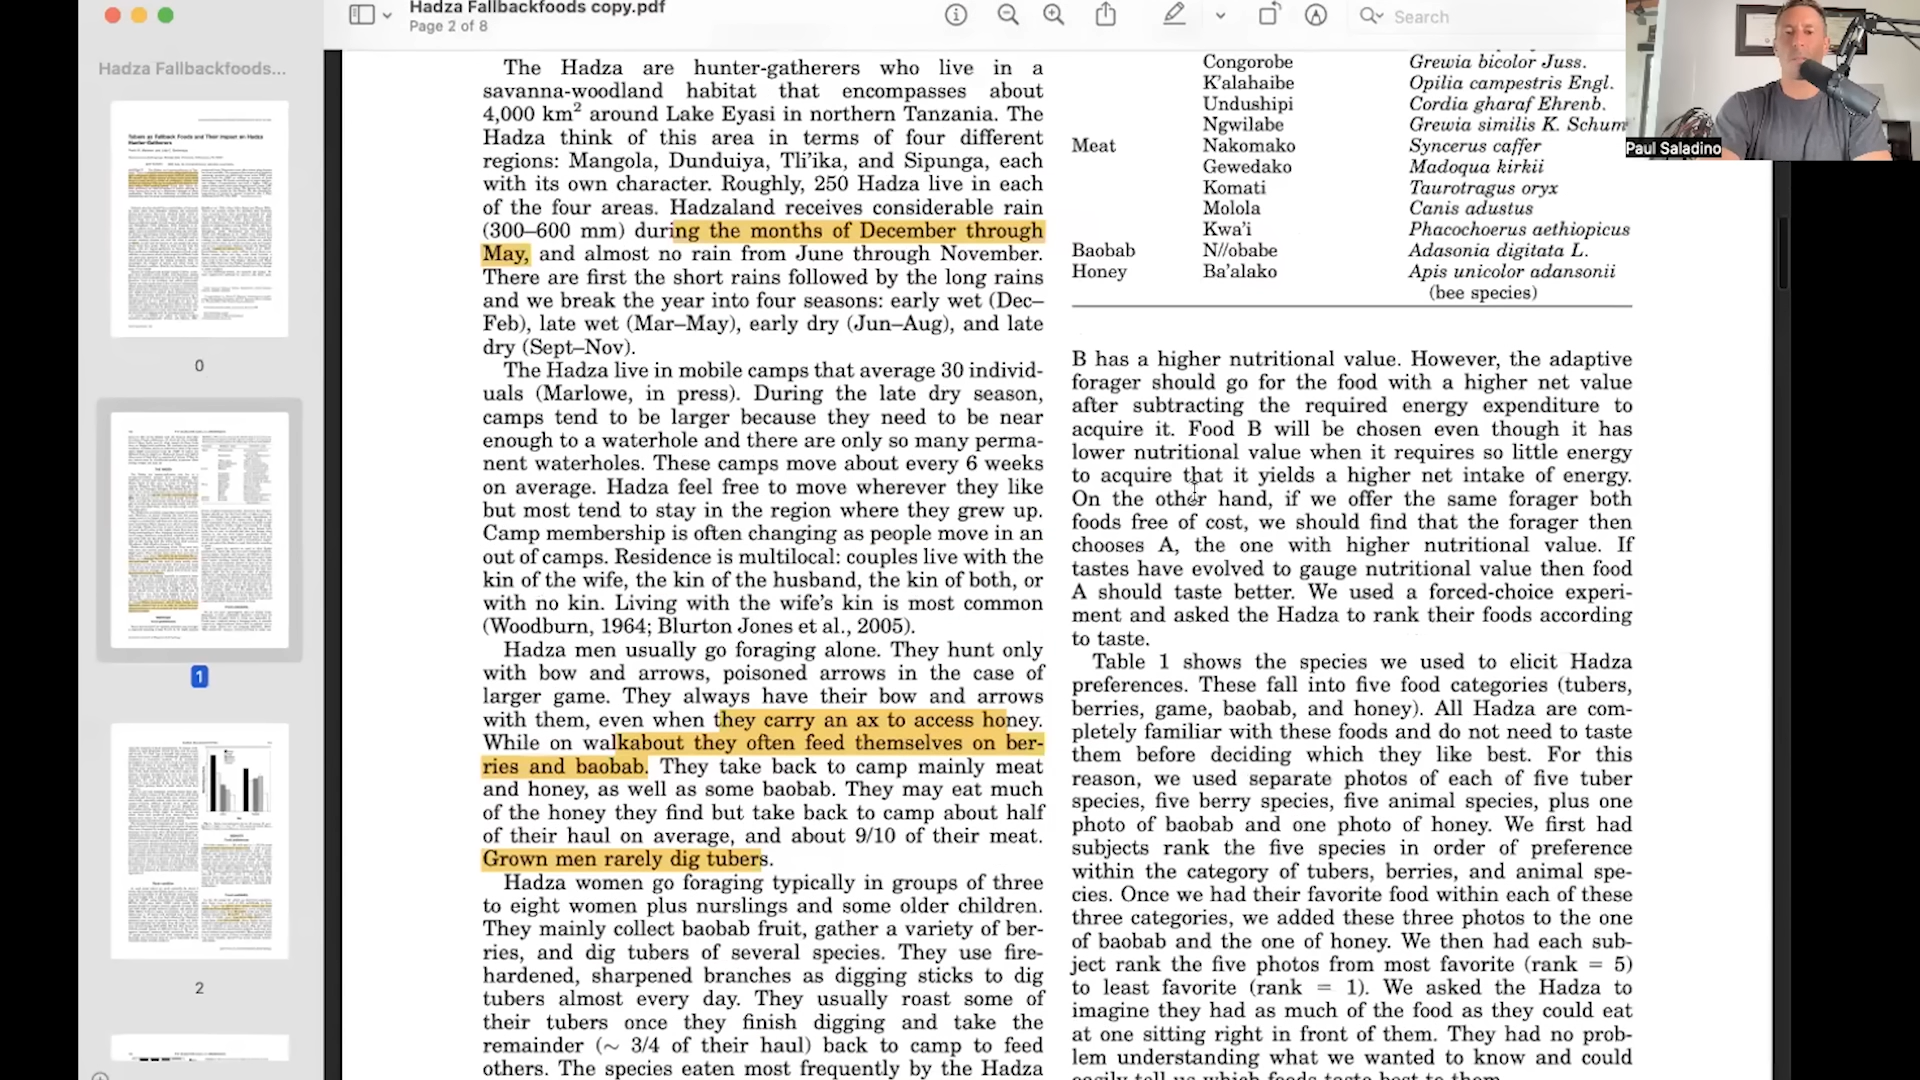 Hadza Fallbackfoods copy.pdf
Page 2 of 8
Search
Paul Saladino
Hadza Fallbackfoods...
Tubers as Fallback Foods and Their Impact on Hadza
Hunter-Gatherers
0
1
2
The Hadza are hunter-gatherers who live in a
savanna-woodland habitat that encompasses about
4,000 km² around Lake Eyasi in northern Tanzania. The
Hadza think of this area in terms of four different
regions: Mangola, Dunduiya, Tli’ika, and Sipunga, each
with its own character. Roughly, 250 Hadza live in each
of the four areas. Hadzaland receives considerable rain
(300–600 mm) during the months of December through
May, and almost no rain from June through November.
There are first the short rains followed by the long rains
and we break the year into four seasons: early wet (Dec–
Feb), late wet (Mar–May), early dry (Jun–Aug), and late
dry (Sept–Nov).
The Hadza live in mobile camps that average 30 individ-
uals (Marlowe, in press). During the late dry season,
camps tend to be larger because they need to be near
enough to a waterhole and there are only so many perma-
nent waterholes. These camps move about every 6 weeks
on average. Hadza feel free to move wherever they like
but most tend to stay in the region where they grew up.
Camp membership is often changing as people move in an
out of camps. Residence is multilocal: couples live with the
kin of the wife, the kin of the husband, the kin of both, or
with no kin. Living with the wife’s kin is most common
(Woodburn, 1964; Blurton Jones et al., 2005).
Hadza men usually go foraging alone. They hunt only
with bow and arrows, poisoned arrows in the case of
larger game. They always have their bow and arrows
with them, even when they carry an ax to access honey.
While on walkabout they often feed themselves on ber-
ries and baobab. They take back to camp mainly meat
and honey, as well as some baobab. They may eat much
of the honey they find but take back to camp about half
of their haul on average, and about 9/10 of their meat.
Grown men rarely dig tubers.
Hadza women go foraging typically in groups of three
to eight women plus nurslings and some older children.
They mainly collect baobab fruit, gather a variety of ber-
ries, and dig tubers of several species. They use fire-
hardened, sharpened branches as digging sticks to dig
tubers almost every day. They usually roast some of
their tubers once they finish digging and take the
remainder (~ 3/4 of their haul) back to camp to feed
others. The species eaten most frequently by the Hadza
Congorobe Grewia bicolor Juss.
K’alahaibe Opilia campestris Engl.
Undushipi Cordia gharaf Ehrenb.
Ngwilabe Grewia similis K. Schum
Meat Nakomako Syncerus caffer
Gewedako Madoqua kirkii
Komati Taurotragus oryx
Molola Canis adustus
Kwa’i Phacochoerus aethiopicus
Baobab N//obabe Adasonia digitata L.
Honey Ba’alako Apis unicolor adansonii
(bee species)
B has a higher nutritional value. However, the adaptive
forager should go for the food with a higher net value
after subtracting the required energy expenditure to
acquire it. Food B will be chosen even though it has
lower nutritional value when it requires so little energy
to acquire that it yields a higher net intake of energy.
On the other hand, if we offer the same forager both
foods free of cost, we should find that the forager then
chooses A, the one with higher nutritional value. If
tastes have evolved to gauge nutritional value then food
A should taste better. We used a forced-choice experi-
ment and asked the Hadza to rank their foods according
to taste.
Table 1 shows the species we used to elicit Hadza
preferences. These fall into five food categories (tubers,
berries, game, baobab, and honey). All Hadza are com-
pletely familiar with these foods and do not need to taste
them before deciding which they like best. For this
reason, we used separate photos of each of five tuber
species, five berry species, five animal species, plus one
photo of baobab and one photo of honey. We first had
subjects rank the five species in order of preference
within the category of tubers, berries, and animal spe-
cies. Once we had their favorite food within each of these
three categories, we added these three photos to the one
of baobab and the one of honey. We then had each sub-
ject rank the five photos from most favorite (rank = 5)
to least favorite (rank = 1). We asked the Hadza to
imagine they had as much of the food as they could eat
at one sitting right in front of them. They had no prob-
lem understanding what we wanted to know and could
easily tell us which foods taste best to them.